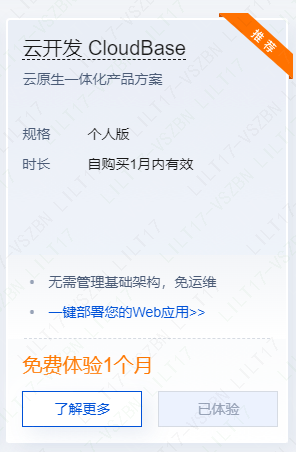 推荐
云开发 CloudBase
云原生一体化产品方案
规格 个人版
时长 自购买1月内有效
无需管理基础架构，免运维
一键部署您的Web应用>>
免费体验1个月
了解更多 已体验